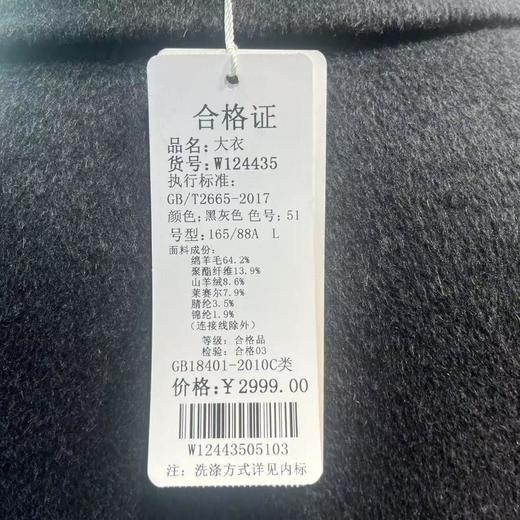 合格证
品名:大衣
货号:W124435
执行标准:
GB/T2665-2017
颜色:黑灰色 色号:51
号型:165/88A L
面料成份:
绵羊毛64.2%
聚酯纤维13.9%
山羊绒8.6%
莱赛尔7.9%
腈纶3.5%
锦纶1.9%
(连接线除外)
等级: 合格品
检验: 合格03
GB18401-2010C类
价格:¥2999.00
W12443505103
注: 洗涤方式详见内标